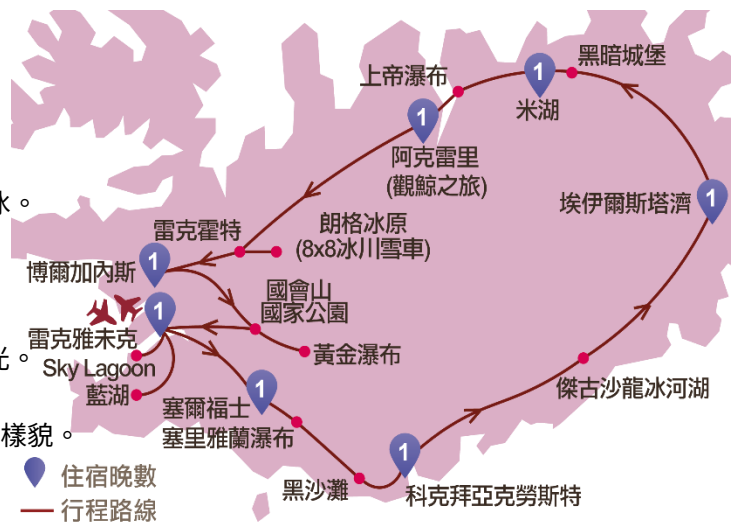 黑暗城堡
上帝瀑布
1
米湖
1
阿克雷里
(觀鯨之旅)
1
埃伊爾斯塔濟
冰。
朗格冰原
(8x8冰川雪車)
雷克霍特
1
博爾加內斯
國會山
國家公園
1
雷克雅未克
Sky Lagoon
黃金瀑布
光。
藍湖
傑古沙龍冰河湖
1
塞爾福士
塞里雅蘭瀑布
樣貌。
1
住宿晚數
黑沙灘
科克拜亞克勞斯特
行程路線